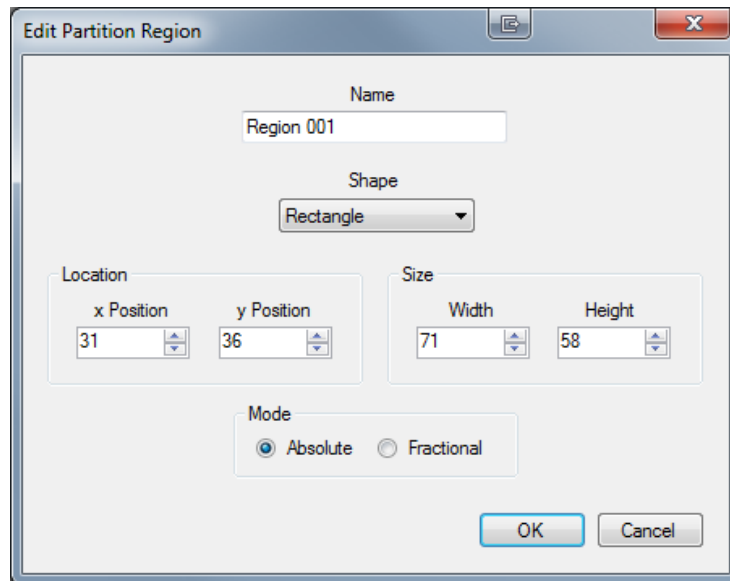 Edit Partition Region
Name
Region 001
Shape
Rectangle
Location
x Position y Position
31 36
Size
Width Height
71 58
Mode
Absolute Fractional
OK Cancel